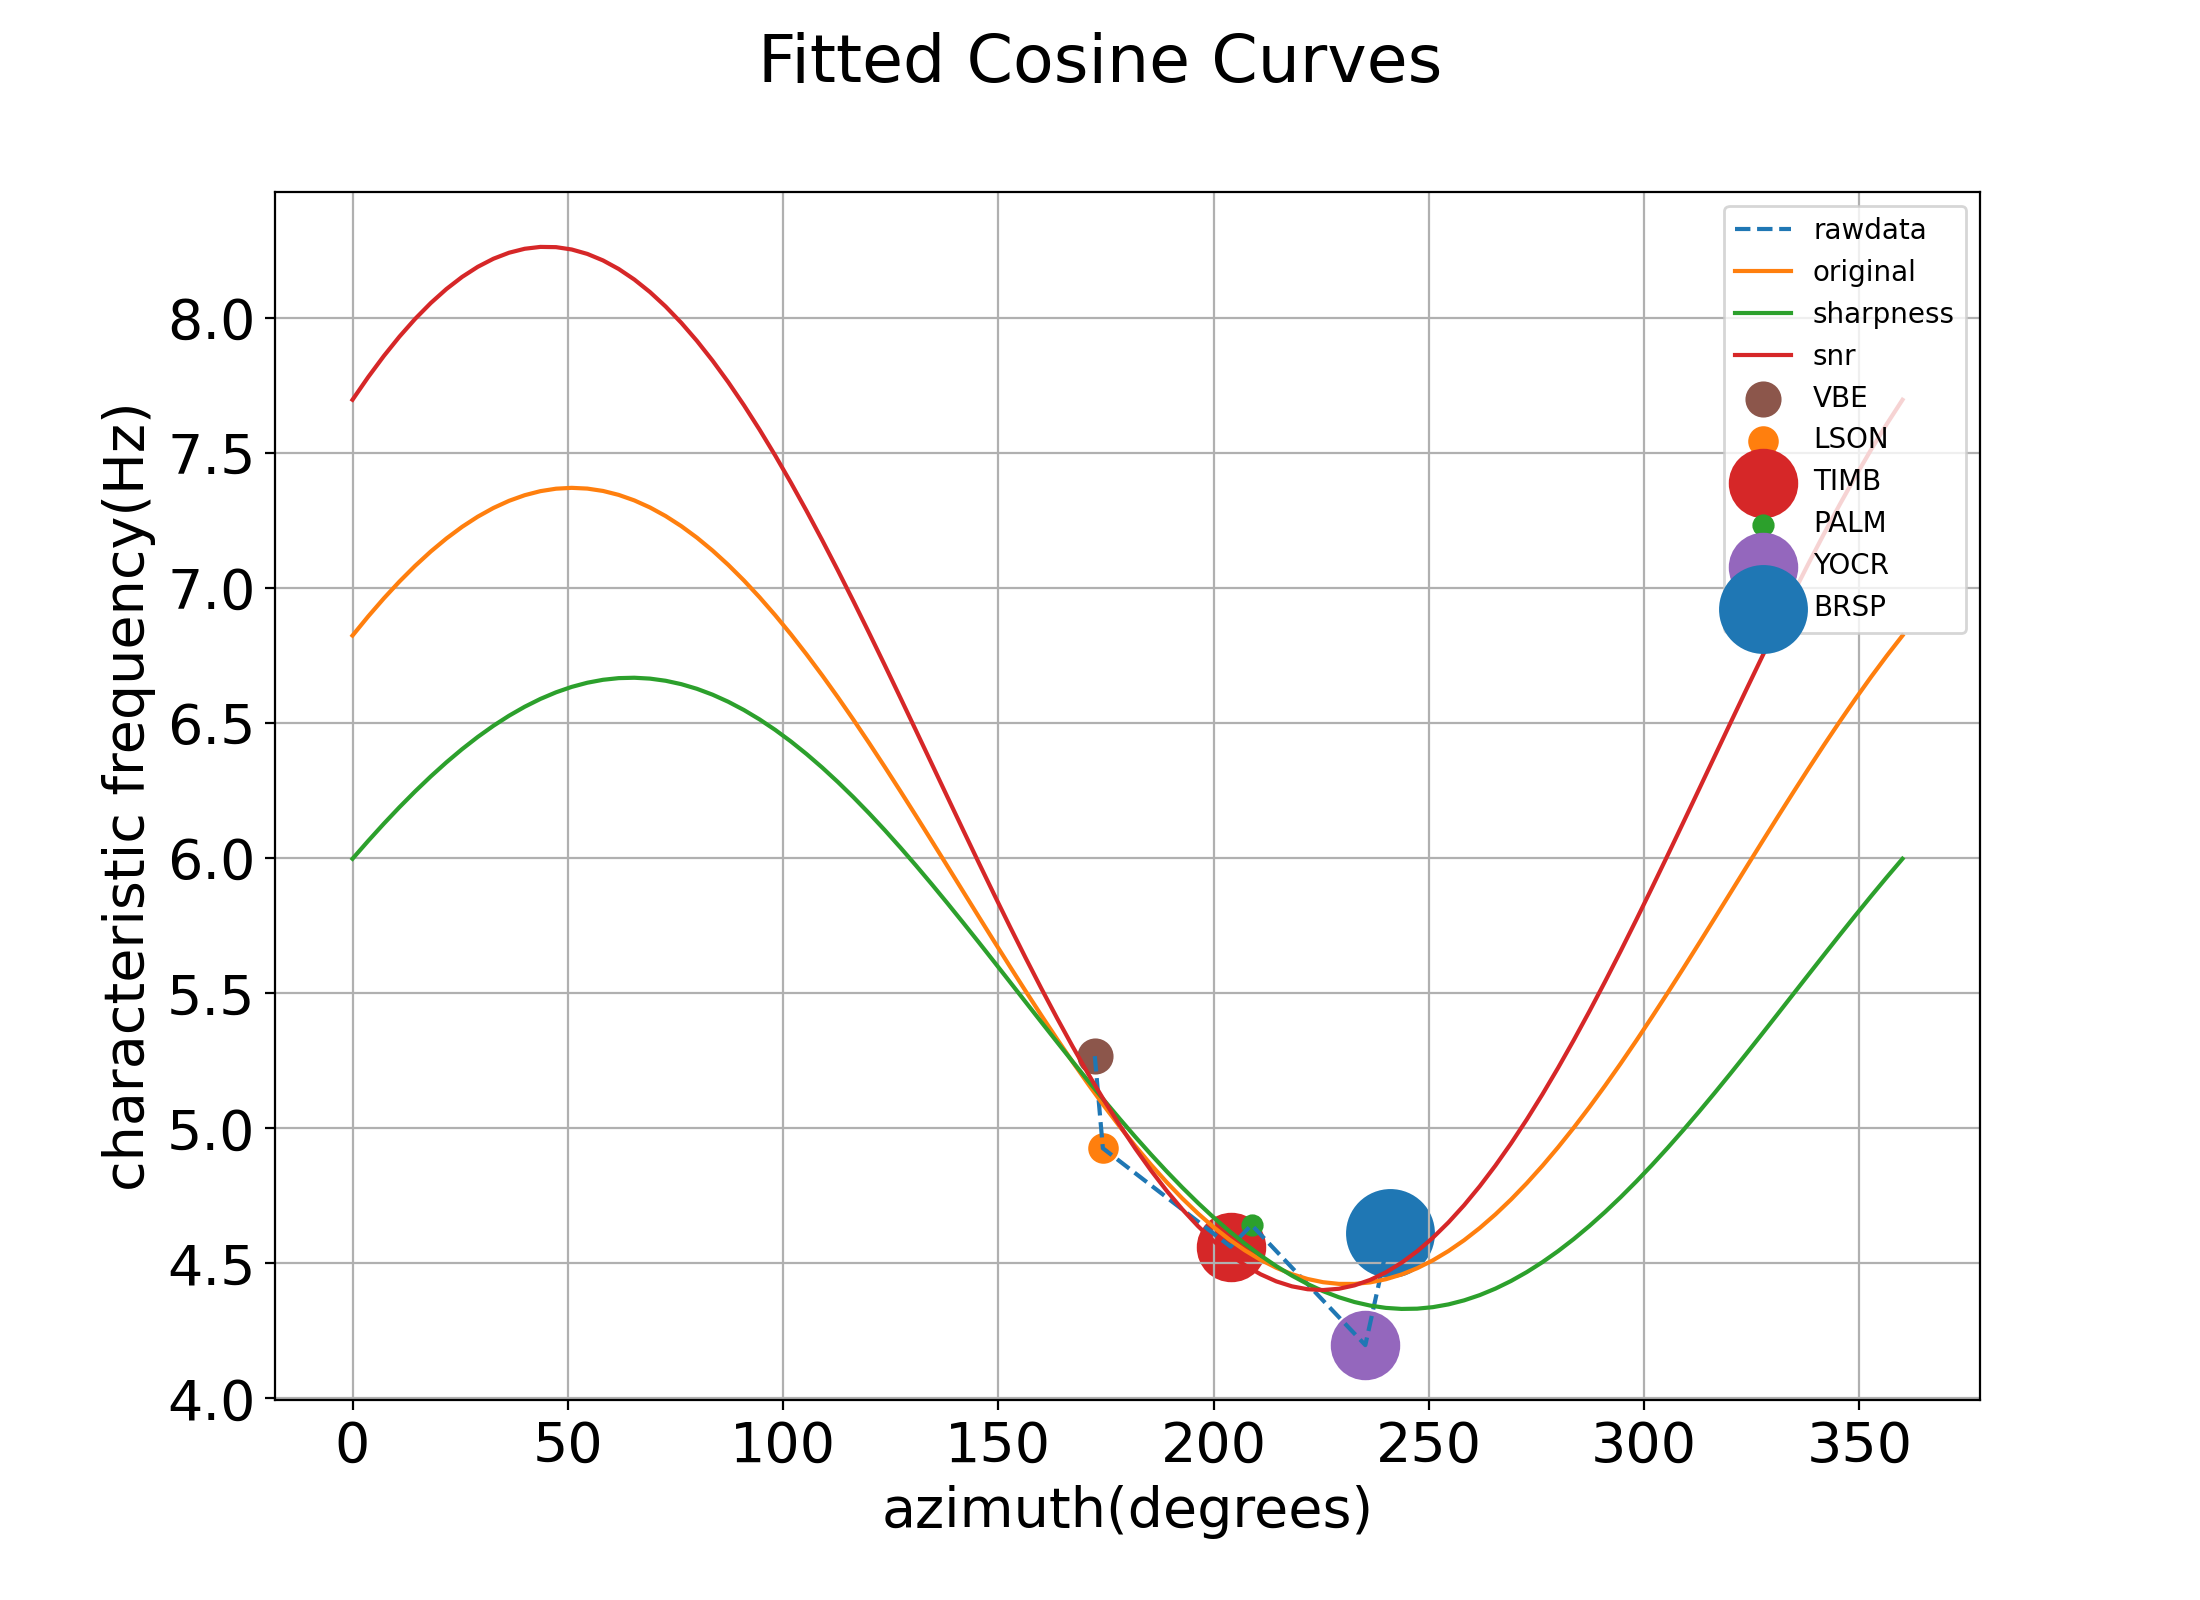 Fitted Cosine Curves
characteristic frequency(Hz)
8.0
7.5
7.0
6.5
6.0
5.5
5.0
4.5
4.0
rawdata
original
sharpness
snr
VBE
LSON
TIMB
PALM
YOCR
BRSP
0 50 100 150 200 250 300 350
azimuth(degrees)